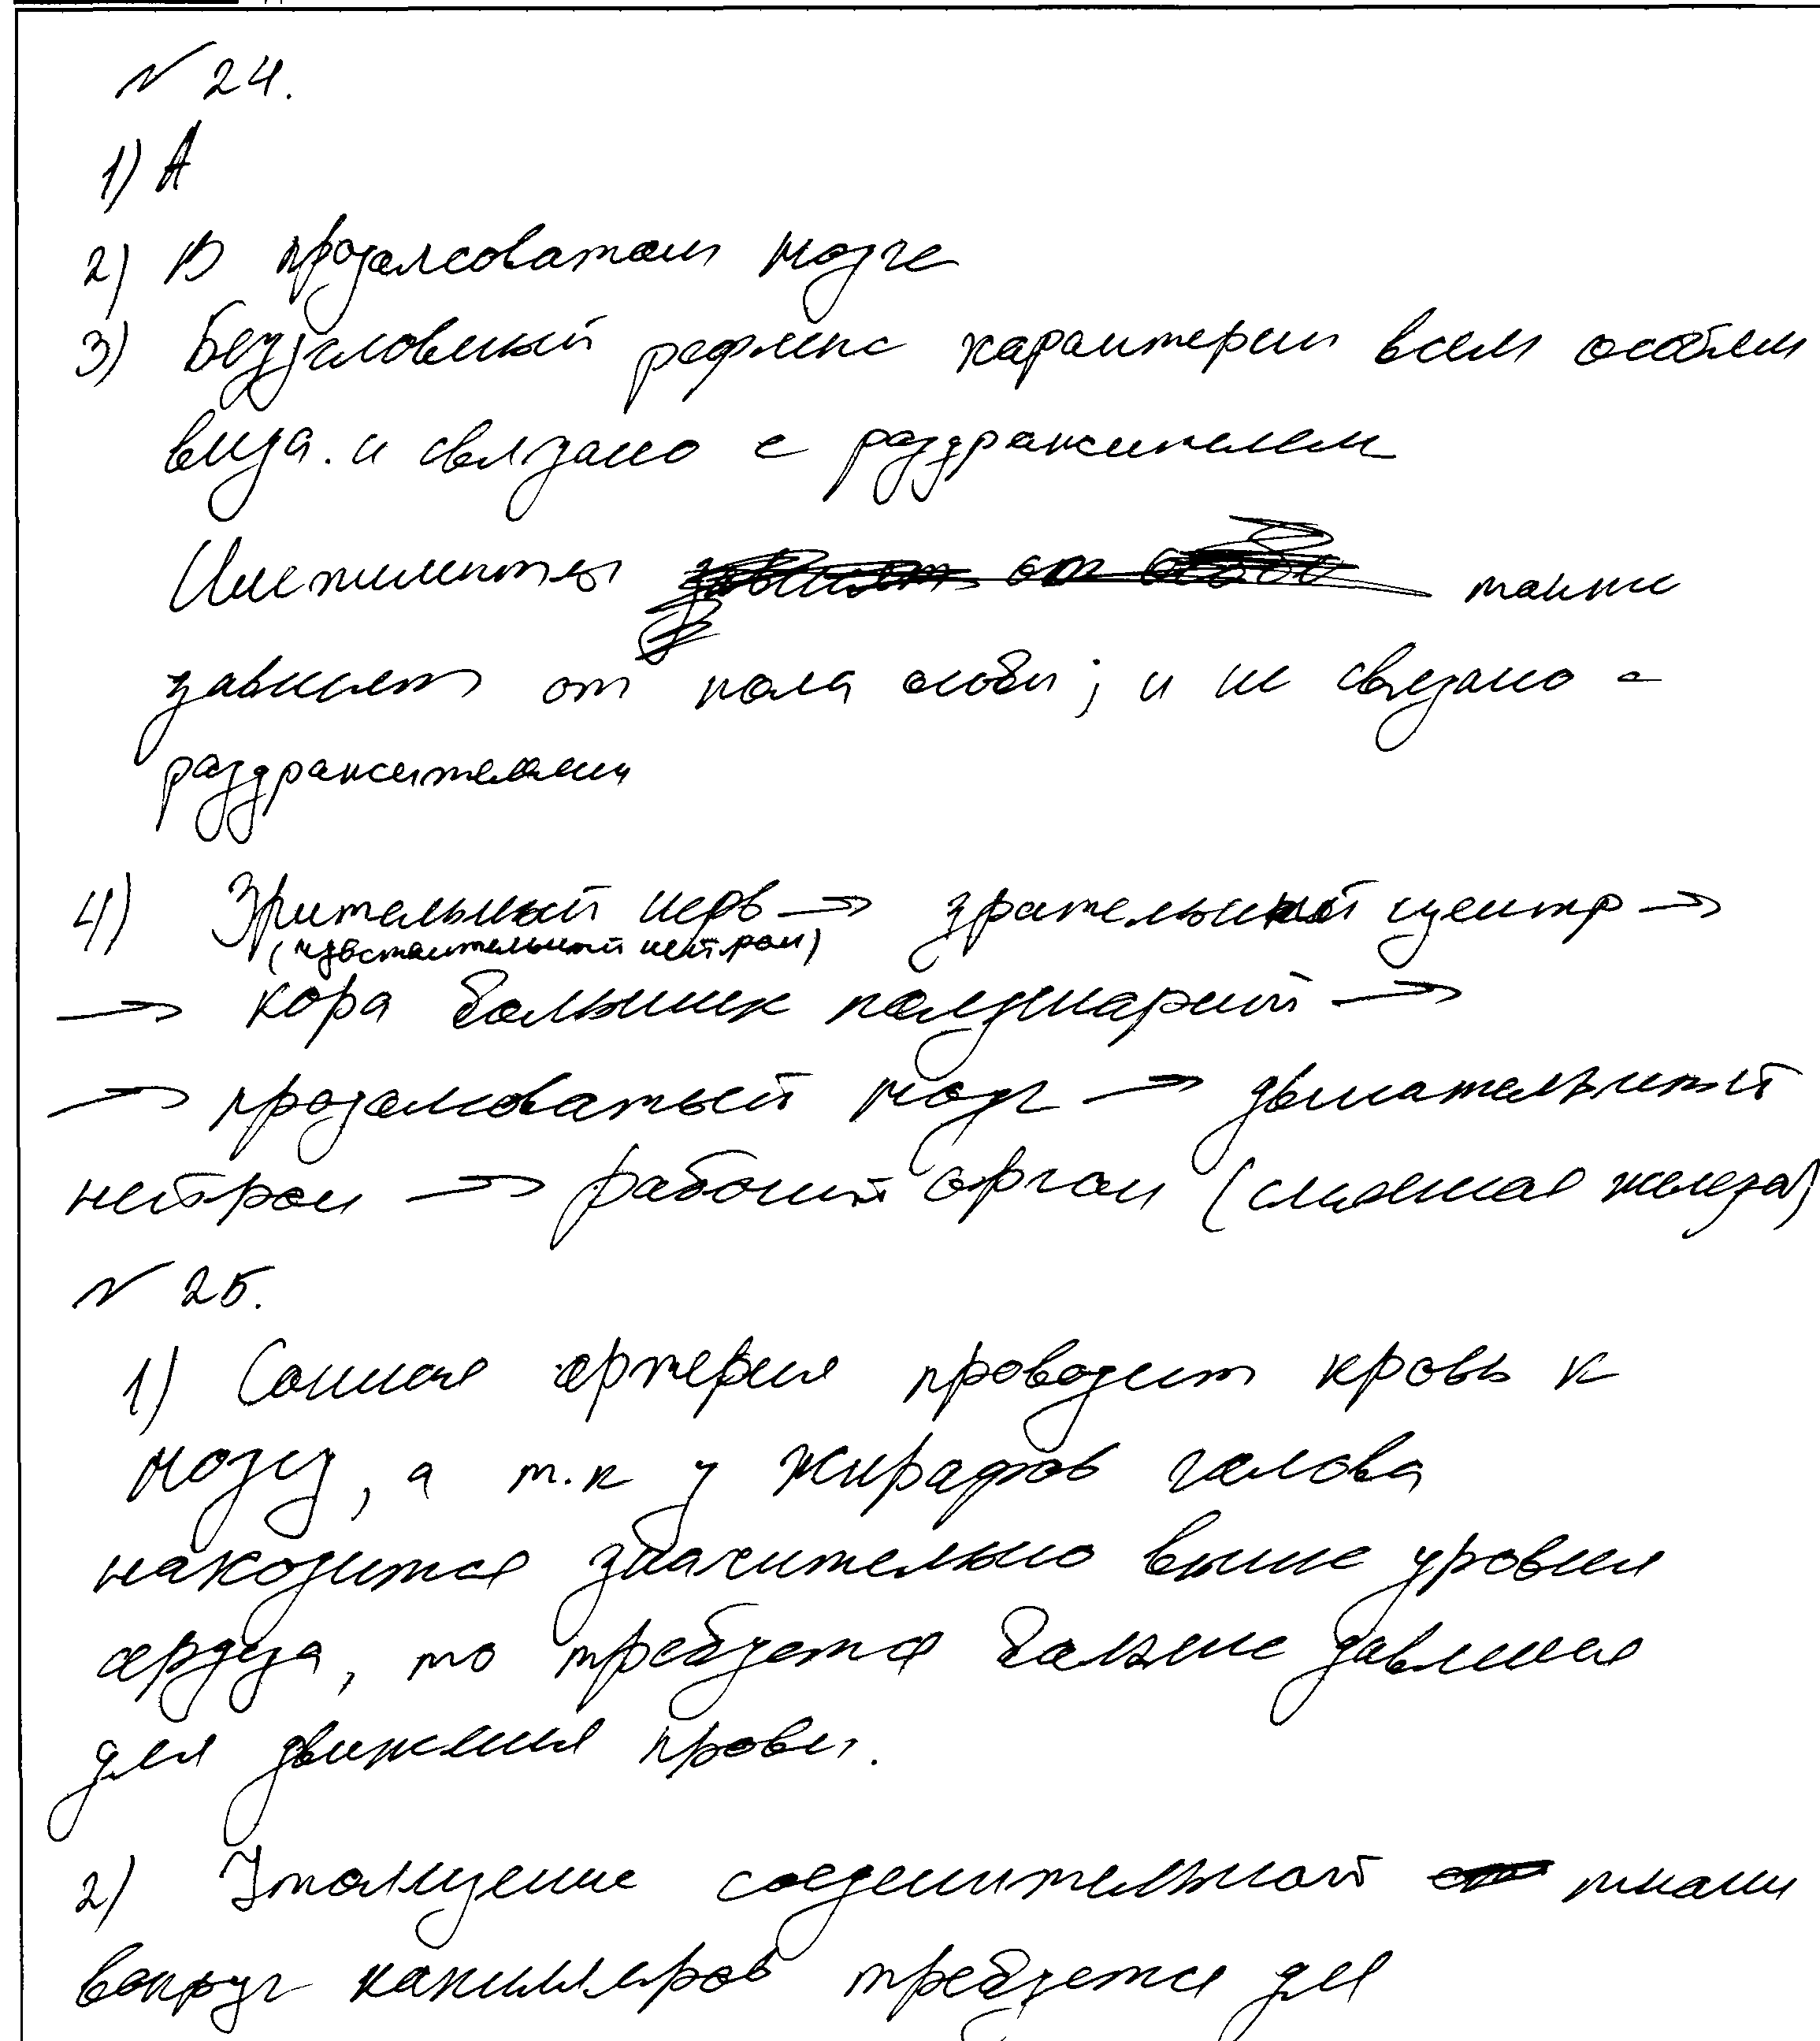 № 24.
1) А
2) В продолговатом мозге
3) Безусловный рефлекс характерен всем особям
вида. и связано с раздражителем
Инстинкты также
зависят от пола особи; и не связано с
раздражителями
4) Зрительный нерв → зрительный центр →
(чувствительный нейрон)
→ кора больших полушарий →
→ продолговатый мозг → двигательный
нейрон → рабочий орган (слюнная железа)
№ 25.
1) Сонная артерия проводит кровь к
мозгу, а т.к у жирафов голова
находится значительно выше уровня
сердца, то требуется больше давления
для движения крови.
2) Утолщение соединительной ткани
вокруг капилляров требуется для